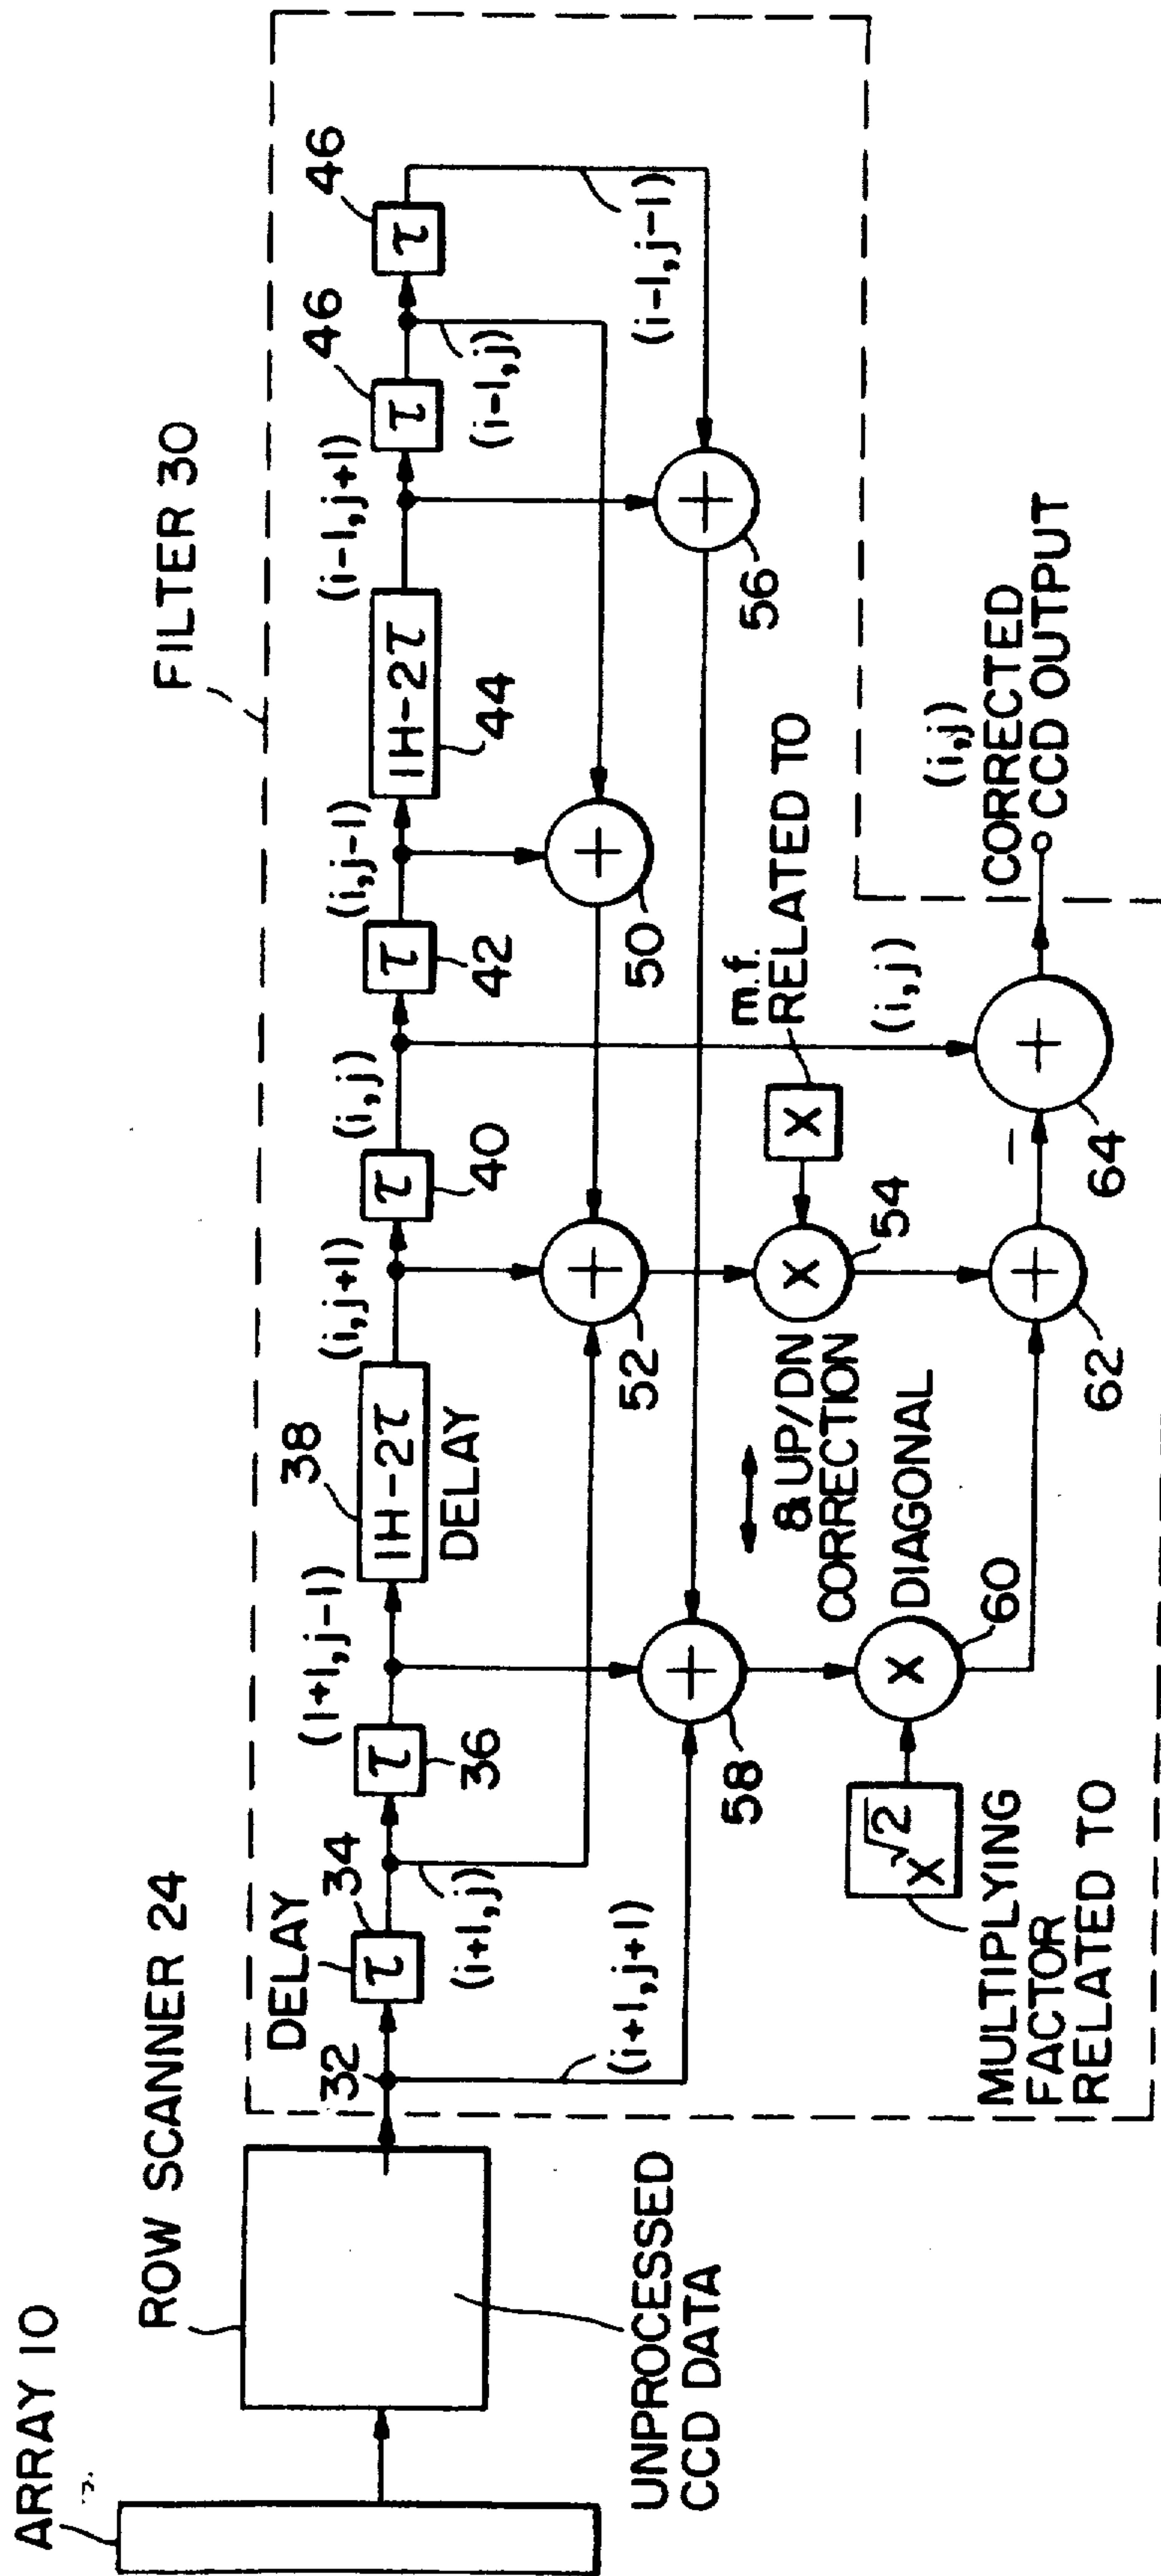 ARRAY 10
ROW SCANNER 24
UNPROCESSED
CCD DATA
FILTER 30
32
DELAY
34
τ
(i+1,j)
(i+1,j+1)
τ
36
(1+1,j-1)
38
1H-2τ
DELAY
(i,j+1)
τ
40
(i,j)
τ
42
(i,j-1)
1H-2τ
44
(i-1,j+1)
τ
46
(i-1,j)
τ
46
(i-1,j-1)
+
50
+
52
+
56
+
58
↔
& UP/DN
CORRECTION
X
54
X
m.f.
RELATED TO
DIAGONAL
X
60
X√2
MULTIPLYING
FACTOR
RELATED TO
+
62
−
+
64
(i,j)
(i,j)
CORRECTED
CCD OUTPUT